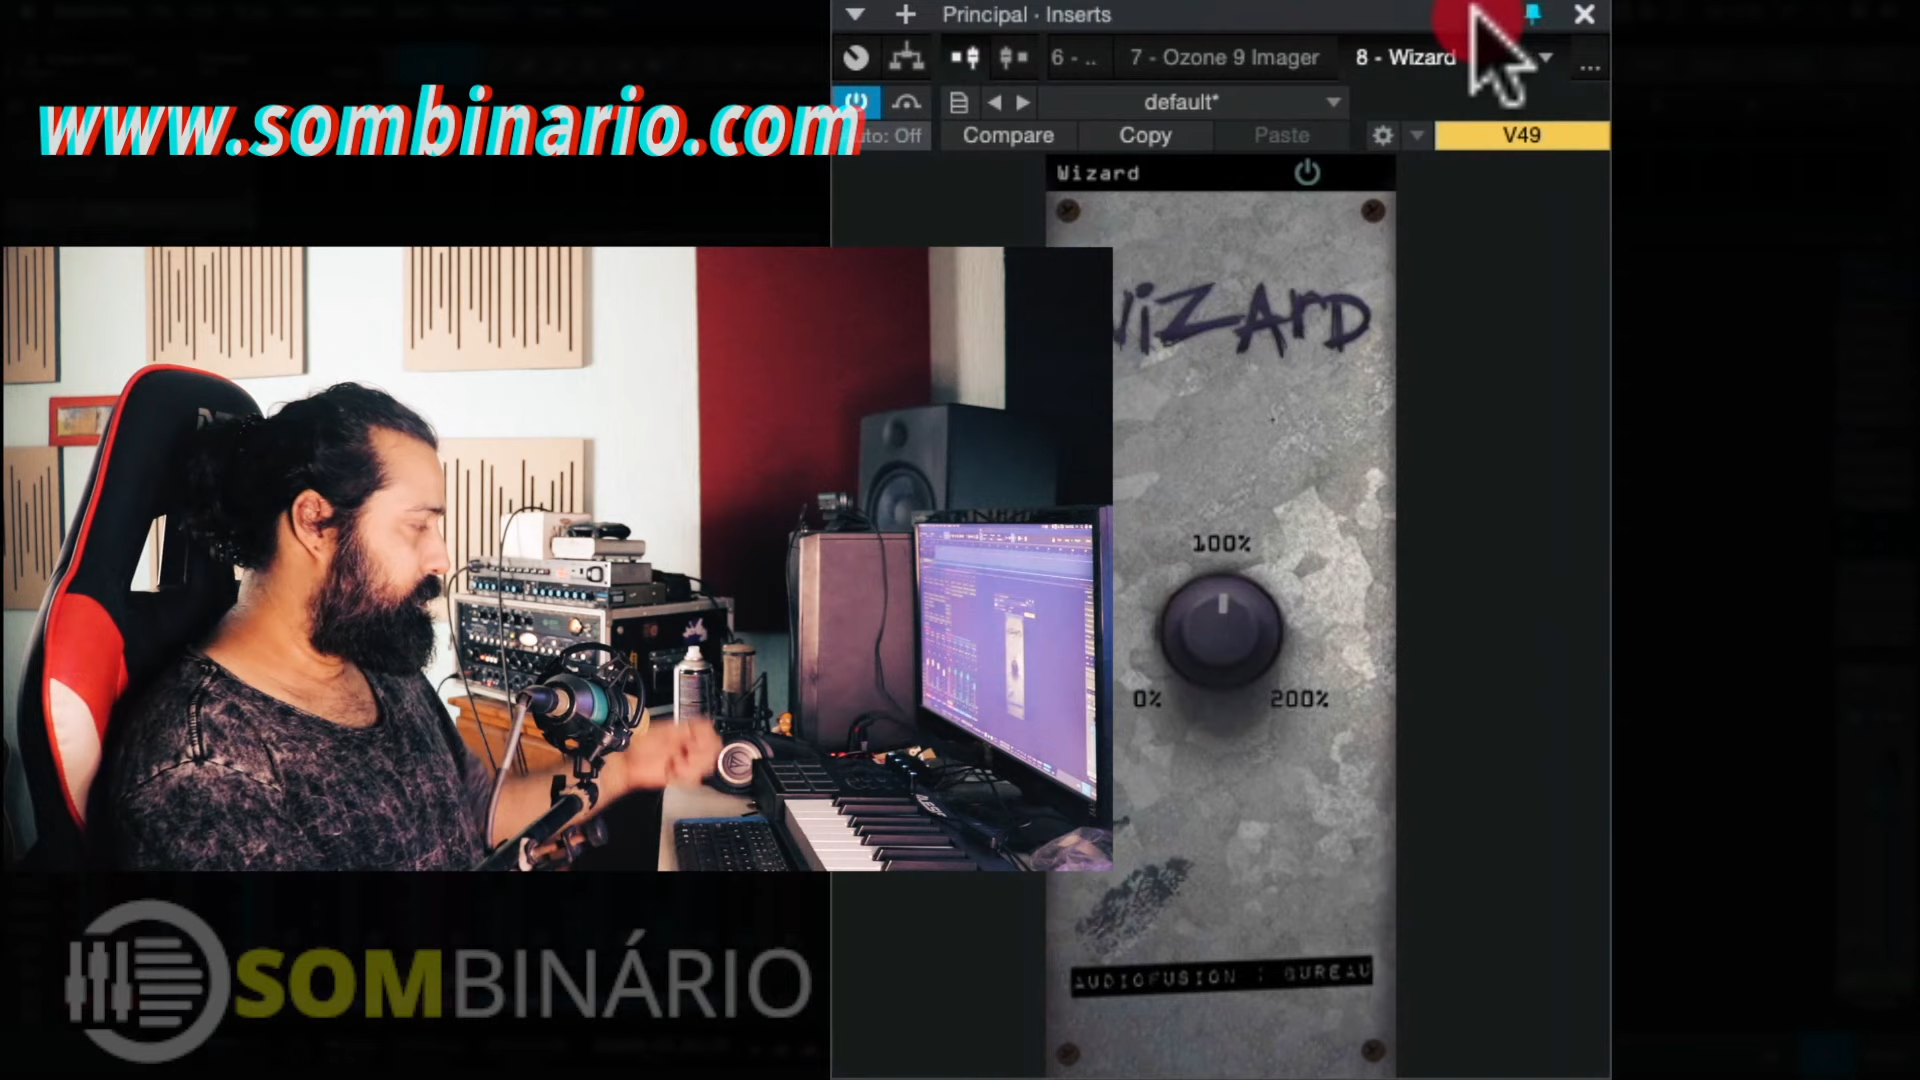 Principal · Inserts
6 - ..
7 - Ozone 9 Imager
8 - Wizard
...
www.sombinario.com
default*
uto: Off
Compare
Copy
Paste
V49
Wizard
WiZArD
100%
0%
200%
AUDIOFUSION : BUREAU
SOMBINÁRIO